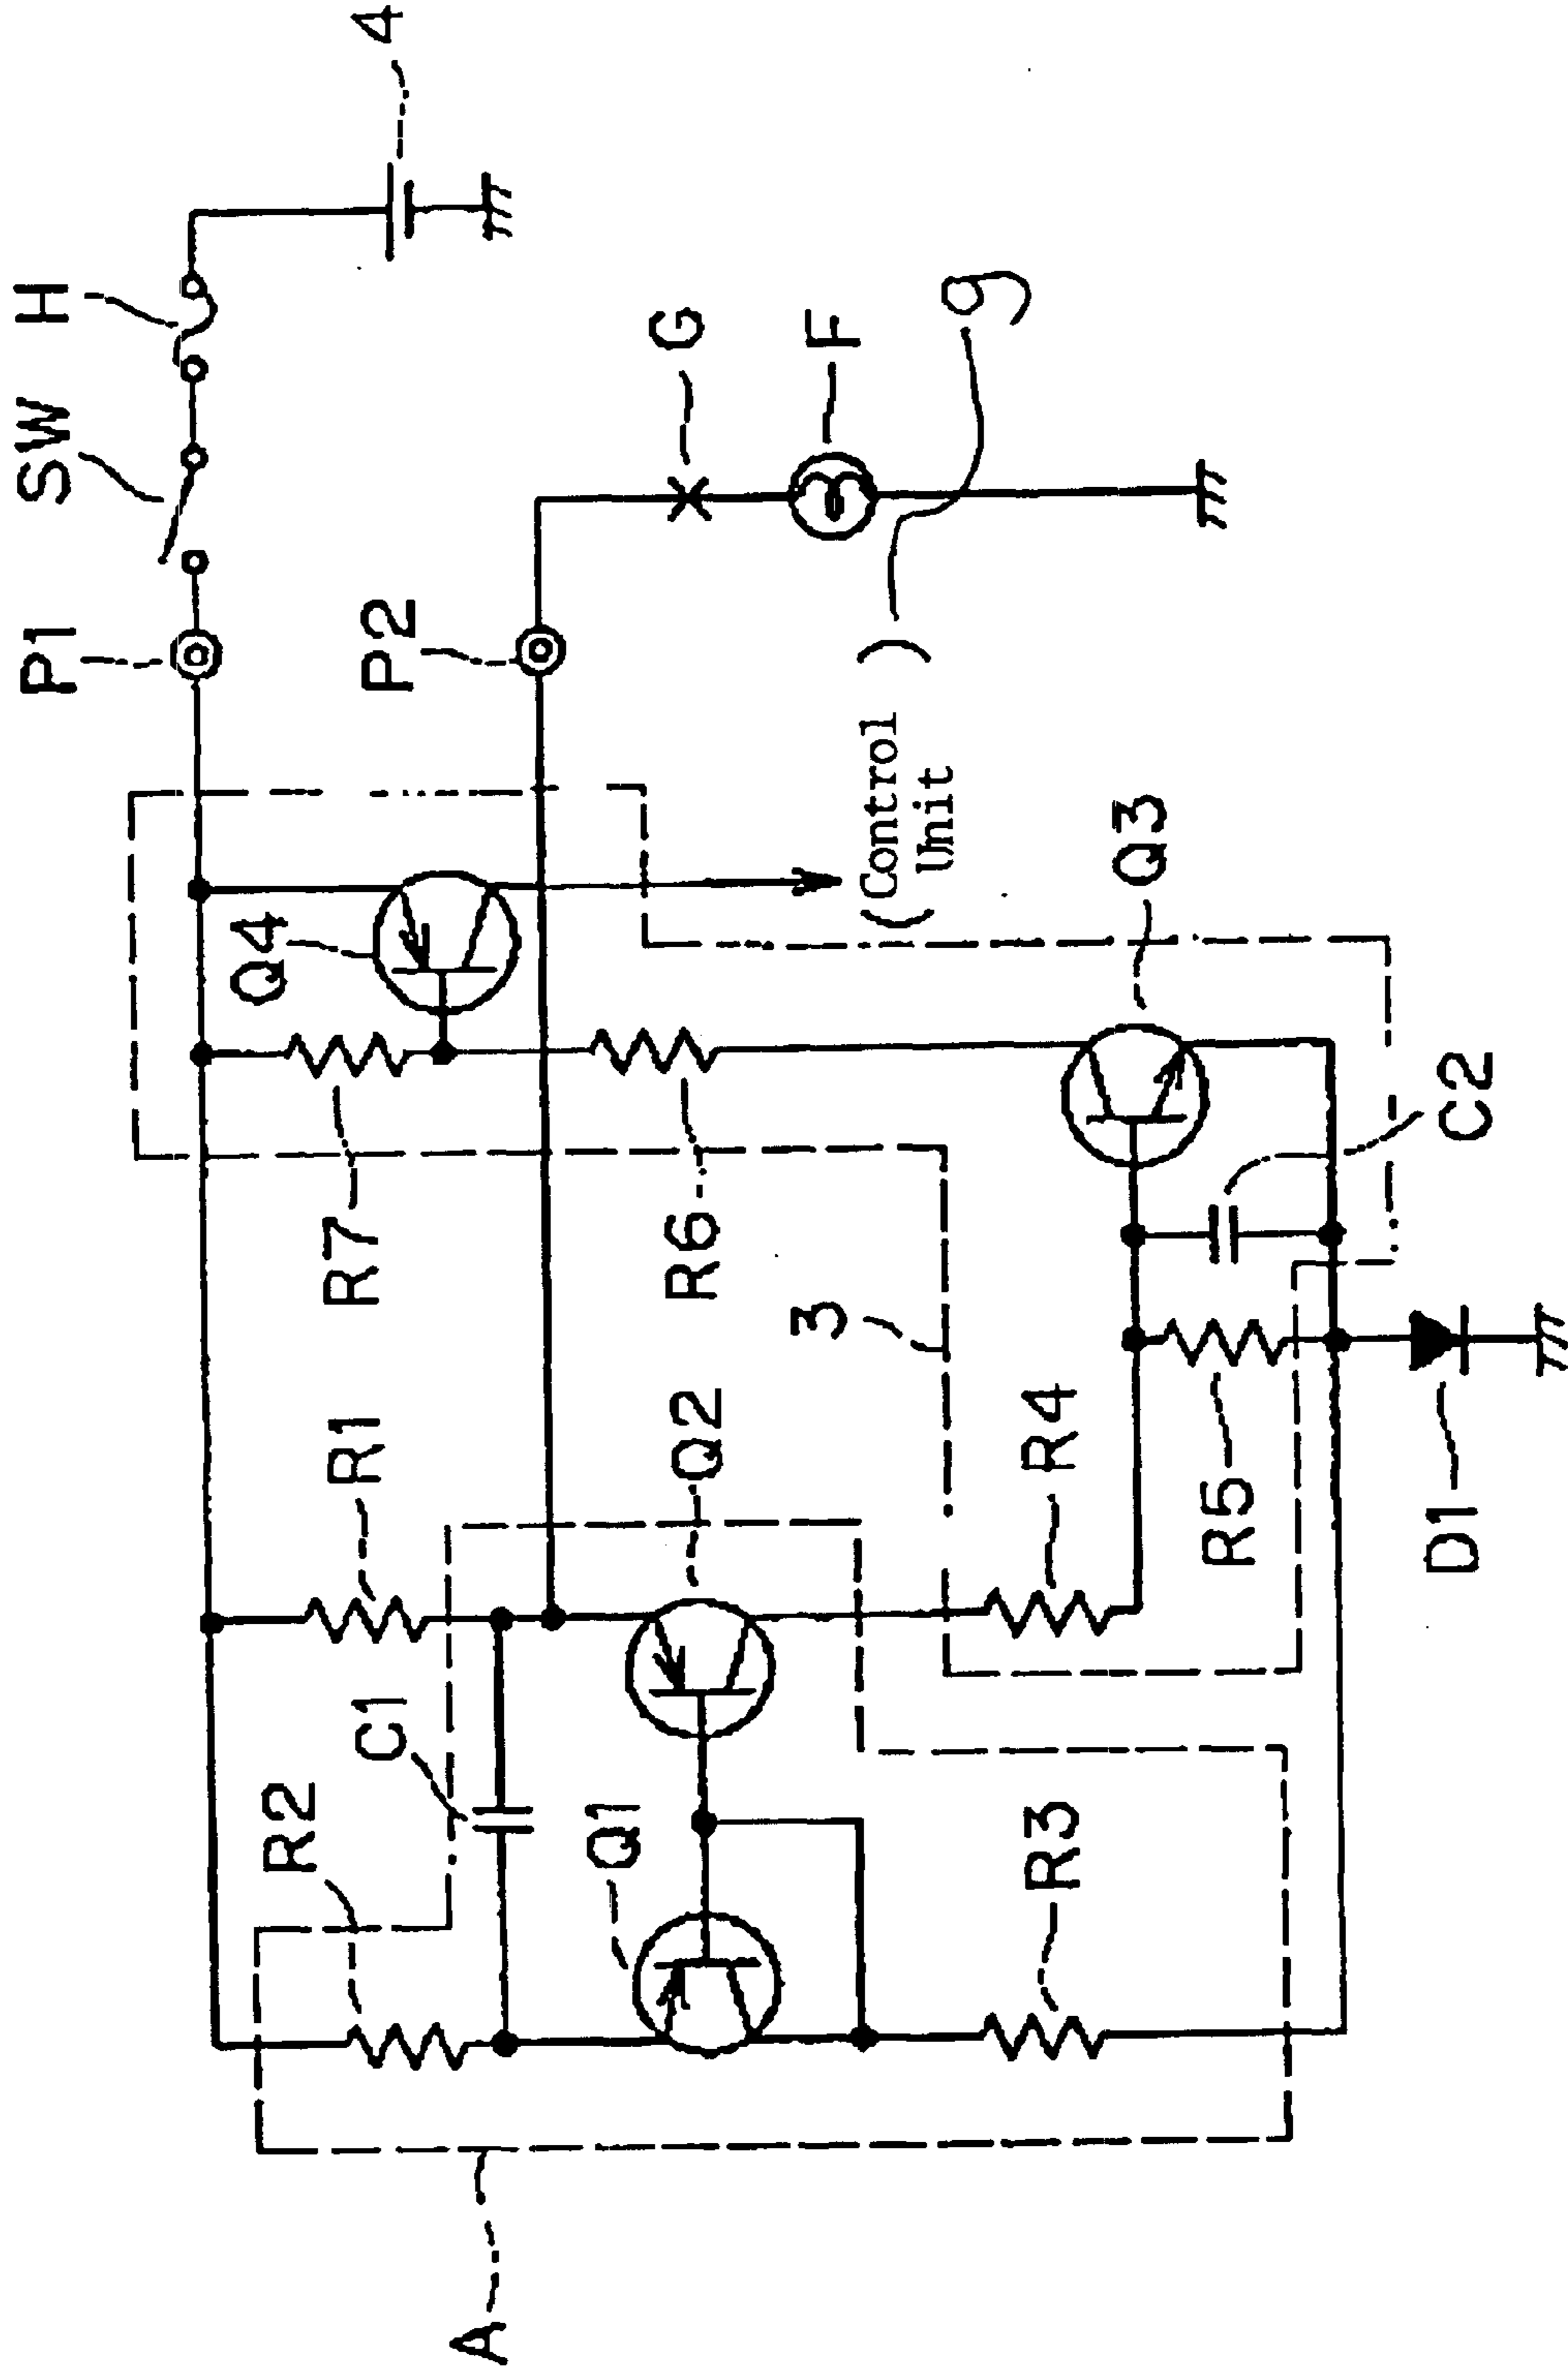 A
R2
C1
R1
Q1
Q2
R3
R4
3
R5
D1
R7
R6
Q4
Q3
C2
(Control
Unit )
P1
P2
SW
H
G
F
9
4